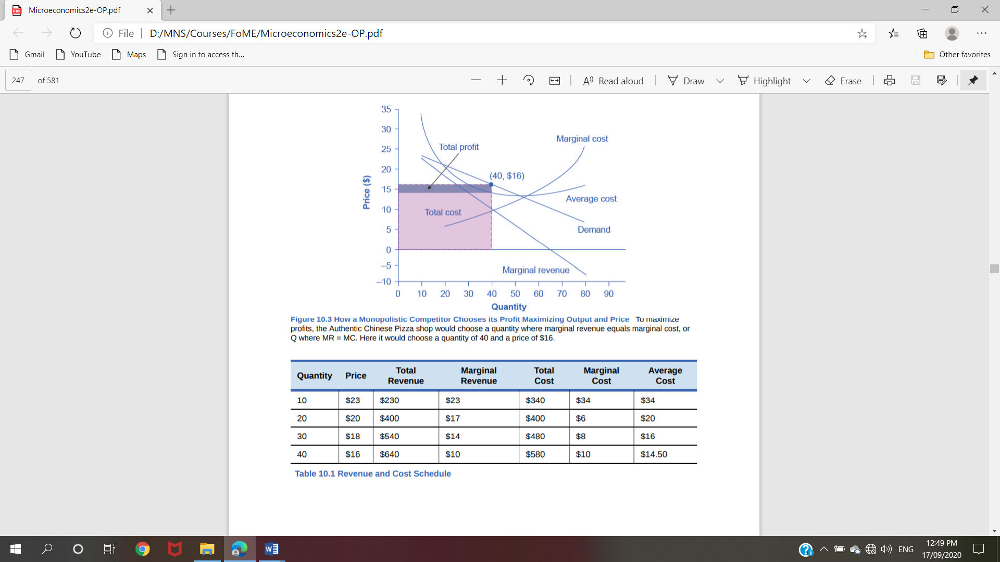 Microeconomics2e-OP.pdf
File | D:/MNS/Courses/FoME/Microeconomics2e-OP.pdf
Gmail YouTube Maps Sign in to access th... Other favorites
247 of 581 Read aloud Draw Highlight Erase
35
30
25
20
15
10
5
0
–5
–10
Price ($)
Total profit
Marginal cost
(40, $16)
Average cost
Total cost
Demand
Marginal revenue
0 10 20 30 40 50 60 70 80 90
Quantity
Figure 10.3 How a Monopolistic Competitor Chooses its Profit Maximizing Output and Price To maximize
profits, the Authentic Chinese Pizza shop would choose a quantity where marginal revenue equals marginal cost, or
Q where MR = MC. Here it would choose a quantity of 40 and a price of $16.
Quantity Price Total Revenue Marginal Revenue Total Cost Marginal Cost Average Cost
10 $23 $230 $23 $340 $34 $34
20 $20 $400 $17 $400 $6 $20
30 $18 $540 $14 $480 $8 $16
40 $16 $640 $10 $580 $10 $14.50
Table 10.1 Revenue and Cost Schedule
ENG
12:49 PM
17/09/2020